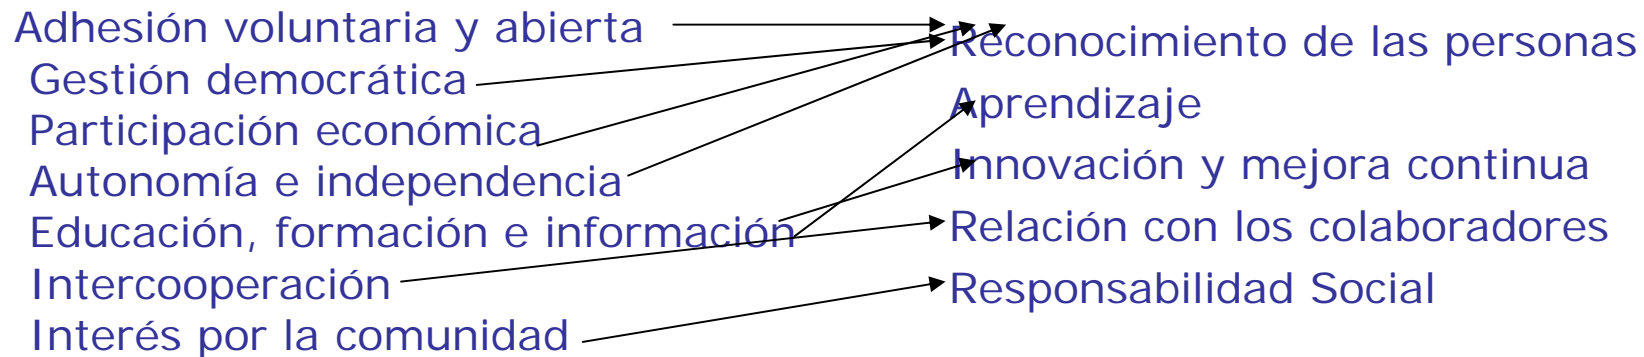 Adhesión voluntaria y abierta
Gestión democrática
Participación económica
Autonomía e independencia
Educación, formación e información
Intercooperación
Interés por la comunidad
Reconocimiento de las personas
Aprendizaje
Innovación y mejora continua
Relación con los colaboradores
Responsabilidad Social